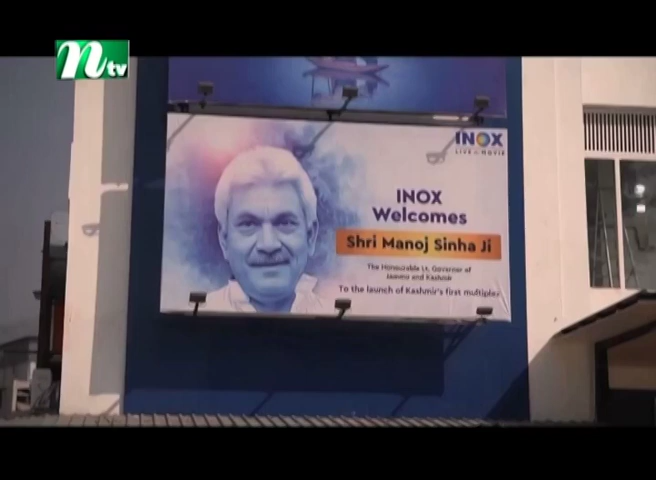 ntv
INOX
LIVE the MOVIE
INOX
Welcomes
Shri Manoj Sinha Ji
The Honourable Lt. Governor of
Jammu and Kashmir
To the launch of Kashmir's first multiplex